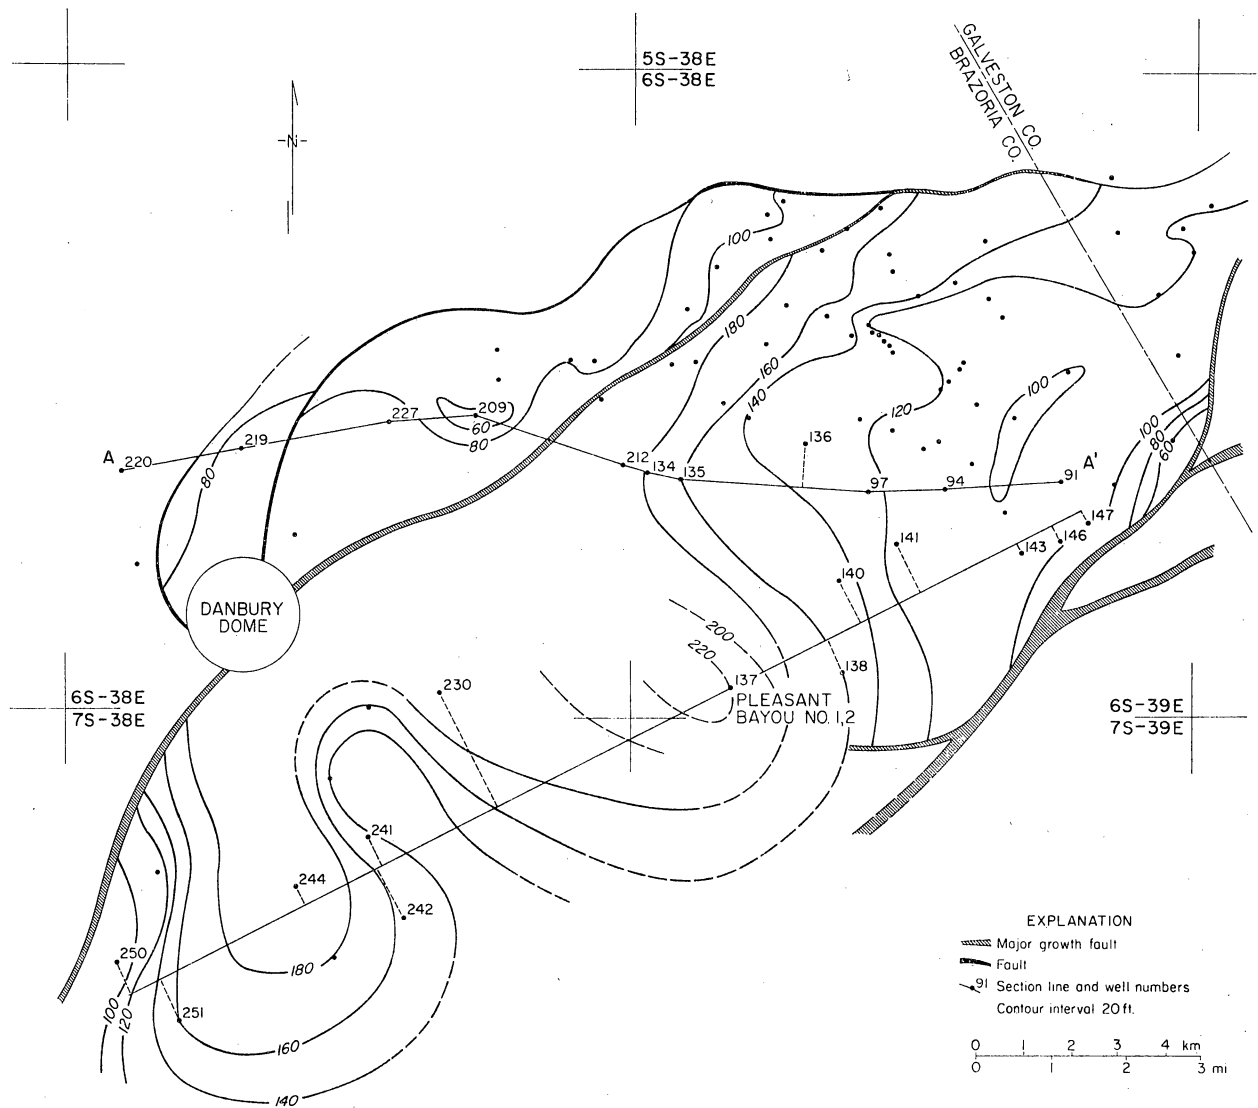 5S-38E
6S-38E
GALVESTON CO.
BRAZORIA CO.
-N-
100
180
160
140
120
100
100
80
60
209
60
80
227
219
A
220
80
212
134
135
136
97
94
91
A'
147
146
143
141
140
138
200
220
137
PLEASANT
BAYOU NO. 1,2
DANBURY
DOME
6S-38E
7S-38E
6S-39E
7S-39E
230
241
242
244
250
251
180
160
140
100
120
EXPLANATION
Major growth fault
Fault
91 Section line and well numbers
Contour interval 20 ft.
0 1 2 3 4 km
0 1 2 3 mi